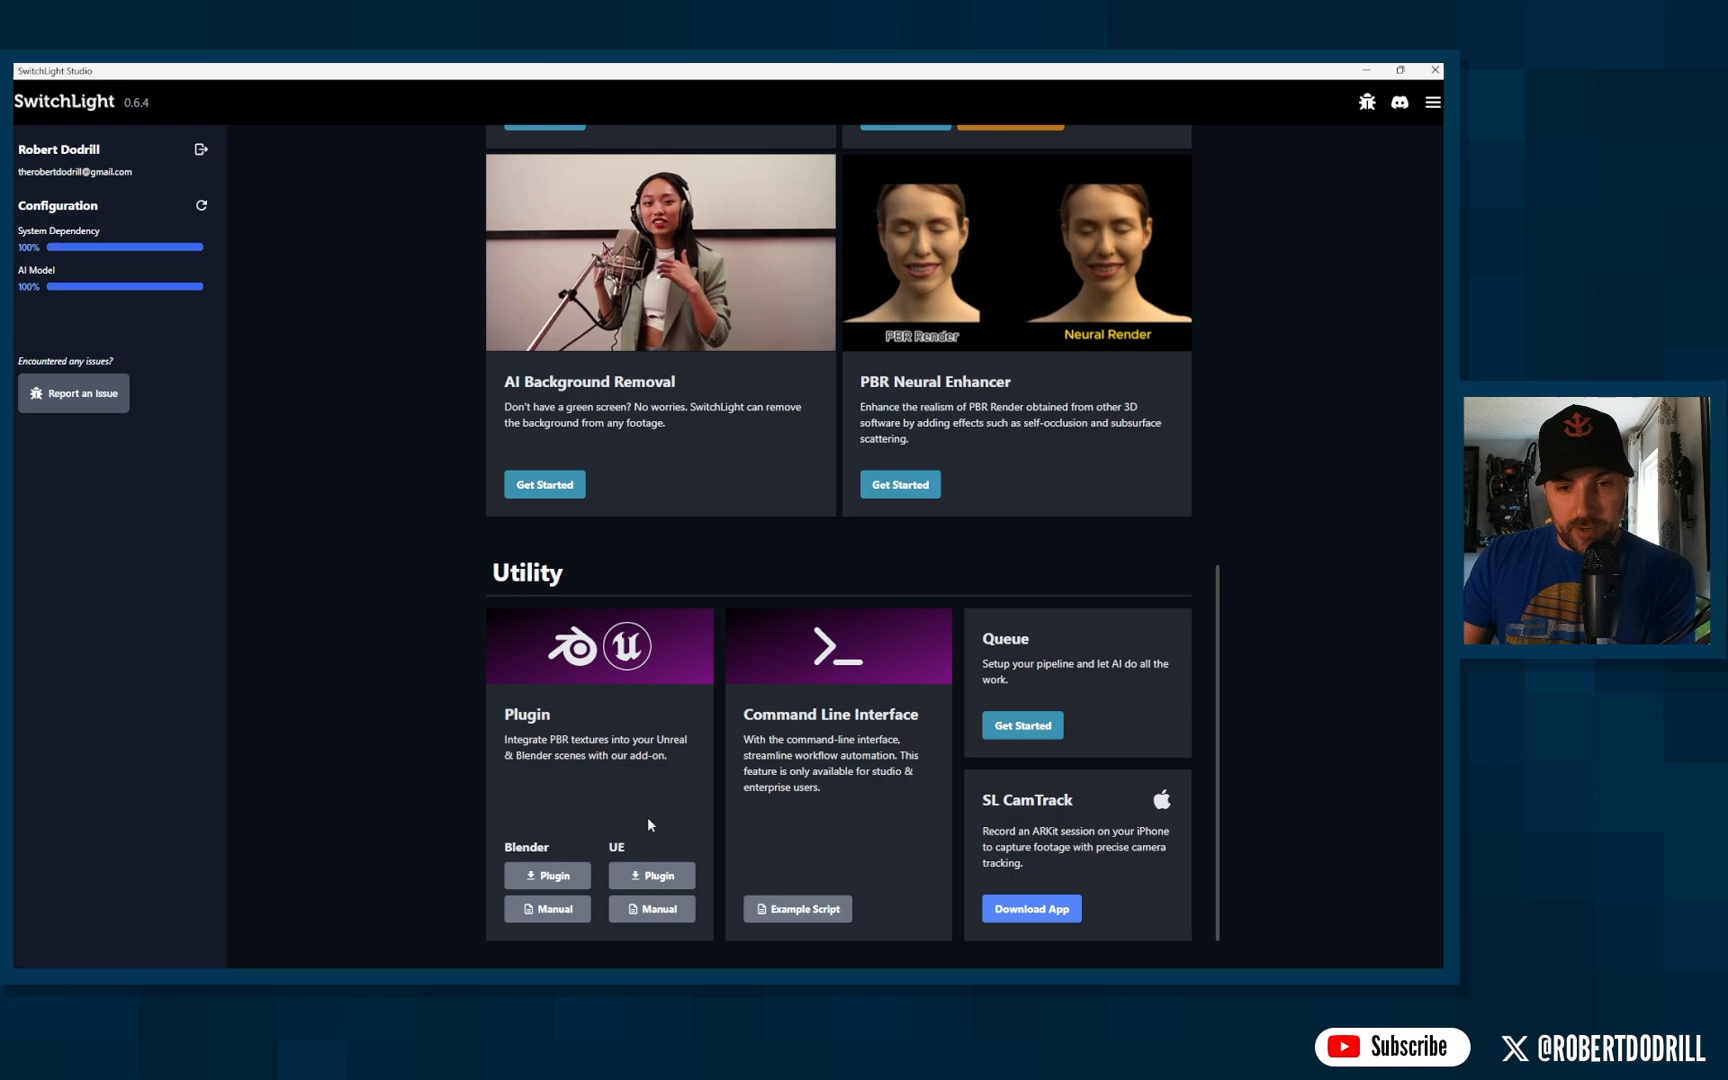 SwitchLight Studio
SwitchLight 0.6.4
Robert Dodrill
therobertdodrill@gmail.com
Configuration
System Dependency
100%
AI Model
100%
Encountered any issues?
Report an Issue
PBR Render
Neural Render
AI Background Removal
Don't have a green screen? No worries. SwitchLight can remove
the background from any footage.
Get Started
PBR Neural Enhancer
Enhance the realism of PBR Render obtained from other 3D
software by adding effects such as self-occlusion and subsurface
scattering.
Get Started
Utility
Plugin
Integrate PBR textures into your Unreal
& Blender scenes with our add-on.
Blender
UE
Plugin
Plugin
Manual
Manual
Command Line Interface
With the command-line interface,
streamline workflow automation. This
feature is only available for studio &
enterprise users.
Example Script
Queue
Setup your pipeline and let AI do all the
work.
Get Started
SL CamTrack
Record an ARKit session on your iPhone
to capture footage with precise camera
tracking.
Download App
Subscribe
@ROBERTDODRILL